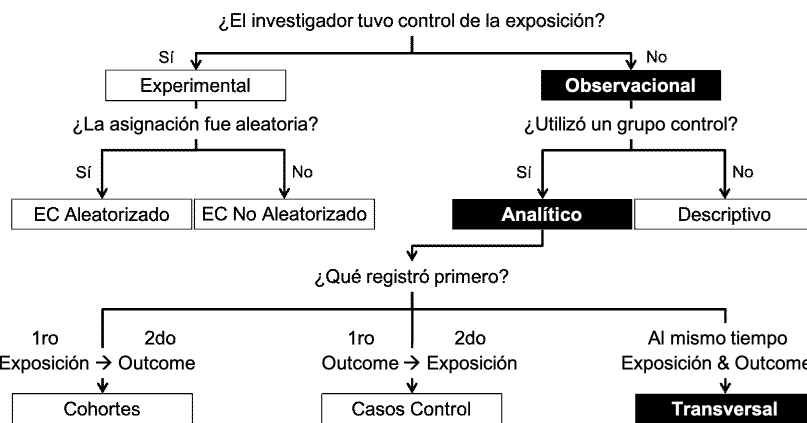 ¿El investigador tuvo control de la exposición?
Sí No
Experimental Observacional
¿La asignación fue aleatoria? ¿Utilizó un grupo control?
Sí No Sí No
EC Aleatorizado EC No Aleatorizado Analítico Descriptivo
¿Qué registró primero?
1ro 2do 1ro 2do Al mismo tiempo
Exposición → Outcome Outcome → Exposición Exposición & Outcome
Cohortes Casos Control Transversal